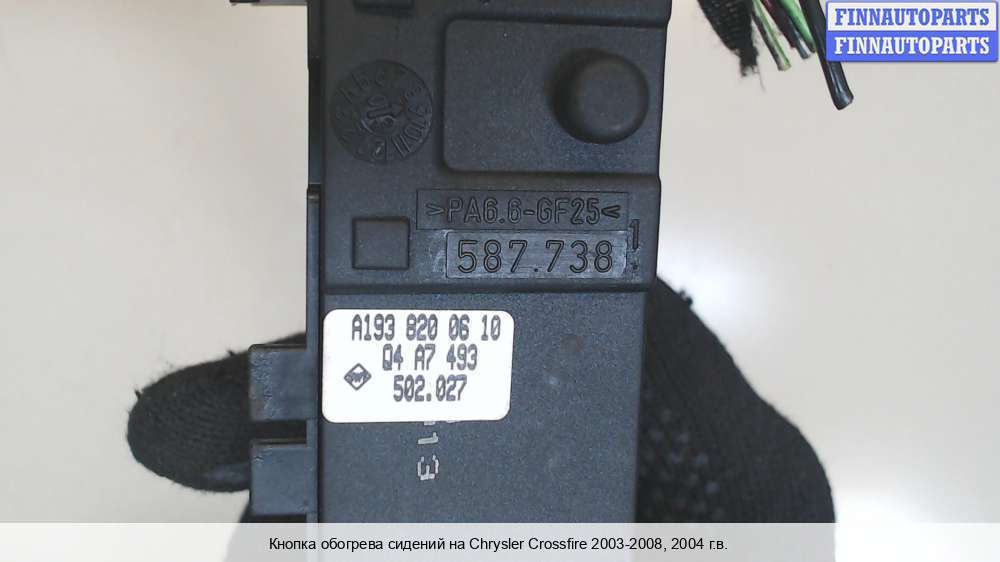 FINNAUTOPARTS
FINNAUTOPARTS
>PA6.6-GF25<
587.738
1
A193 820 06 10
Q4 A7 493
502.027
Кнопка обогрева сидений на Chrysler Crossfire 2003-2008, 2004 г.в.